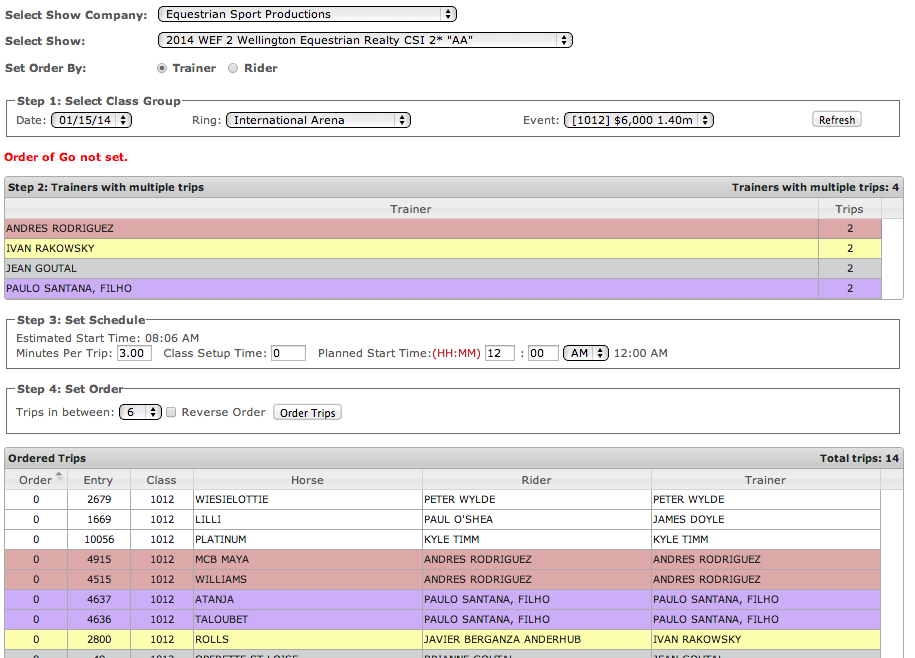 Select Show Company: Equestrian Sport Productions
Select Show: 2014 WEF 2 Wellington Equestrian Realty CSI 2* "AA"
Set Order By: Trainer Rider
Step 1: Select Class Group
Date: 01/15/14 Ring: International Arena Event: [1012] $6,000 1.40m Refresh
Order of Go not set.
Step 2: Trainers with multiple trips Trainers with multiple trips: 4
Trainer Trips
ANDRES RODRIGUEZ 2
IVAN RAKOWSKY 2
JEAN GOUTAL 2
PAULO SANTANA, FILHO 2
Step 3: Set Schedule
Estimated Start Time: 08:06 AM
Minutes Per Trip: 3.00 Class Setup Time: 0 Planned Start Time:(HH:MM) 12 : 00 AM 12:00 AM
Step 4: Set Order
Trips in between: 6 Reverse Order Order Trips
Ordered Trips Total trips: 14
Order Entry Class Horse Rider Trainer
0 2679 1012 WIESIELOTTIE PETER WYLDE PETER WYLDE
0 1669 1012 LILLI PAUL O'SHEA JAMES DOYLE
0 10056 1012 PLATINUM KYLE TIMM KYLE TIMM
0 4915 1012 MCB MAYA ANDRES RODRIGUEZ ANDRES RODRIGUEZ
0 4515 1012 WILLIAMS ANDRES RODRIGUEZ ANDRES RODRIGUEZ
0 4637 1012 ATANJA PAULO SANTANA, FILHO PAULO SANTANA, FILHO
0 4636 1012 TALOUBET PAULO SANTANA, FILHO PAULO SANTANA, FILHO
0 2800 1012 ROLLS JAVIER BERGANZA ANDERHUB IVAN RAKOWSKY
0 1012 GOUTAL JEAN GOUTAL